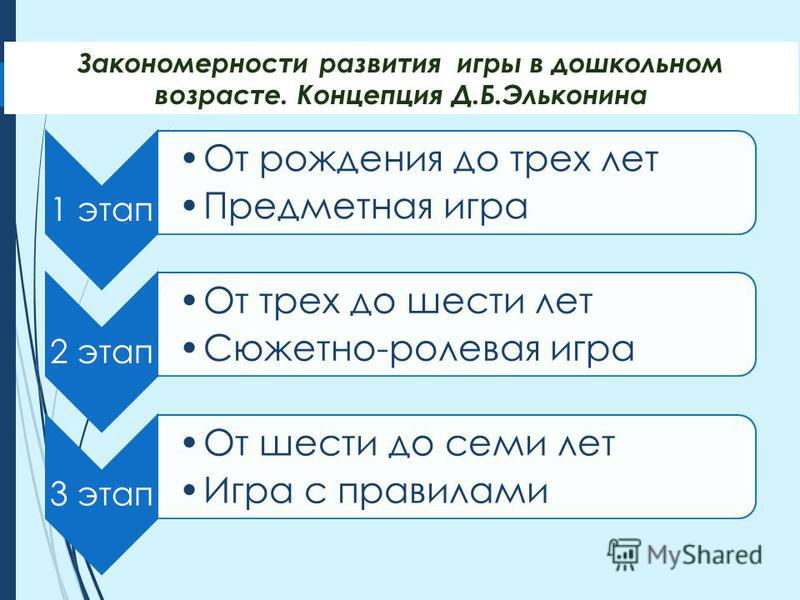 Закономерности развития игры в дошкольном
возрасте. Концепция Д.Б.Эльконина
1 этап
•От рождения до трех лет
•Предметная игра
2 этап
•От трех до шести лет
•Сюжетно-ролевая игра
3 этап
•От шести до семи лет
•Игра с правилами
MyShared